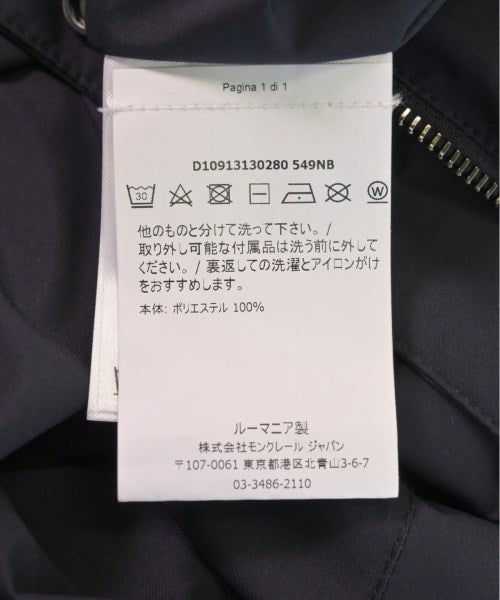 Pagina 1 di 1
D10913130280 549NB
30 W
他のものと分けて洗って下さい。/
取り外し可能な付属品は洗う前に外して
ください。/ 裏返しての洗濯とアイロンがけ
をおすすめします。
本体: ポリエステル 100%
ルーマニア製
株式会社モンクレール ジャパン
〒107-0061 東京都港区北青山3-6-7
03-3486-2110